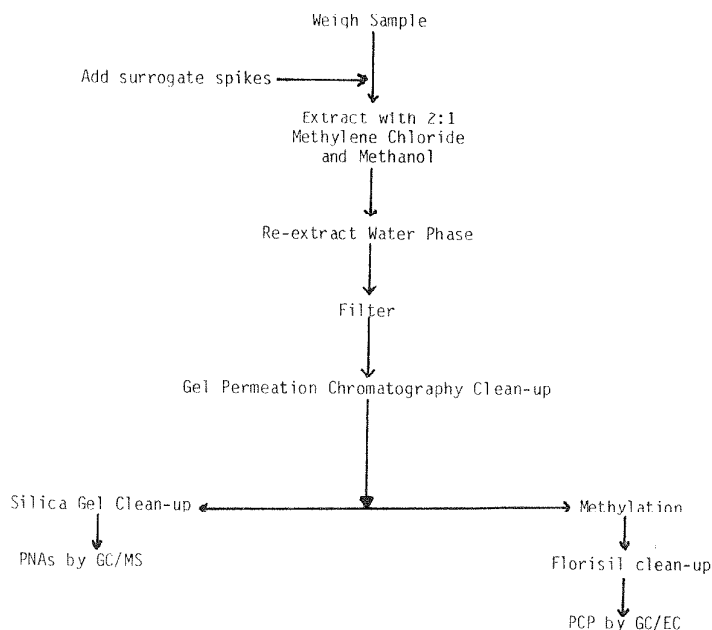 Weigh Sample
Add surrogate spikes
Extract with 2:1
Methylene Chloride
and Methanol
Re-extract Water Phase
Filter
Gel Permeation Chromatography Clean-up
Silica Gel Clean-up
Methylation
PNAs by GC/MS
Florisil clean-up
PCP by GC/EC